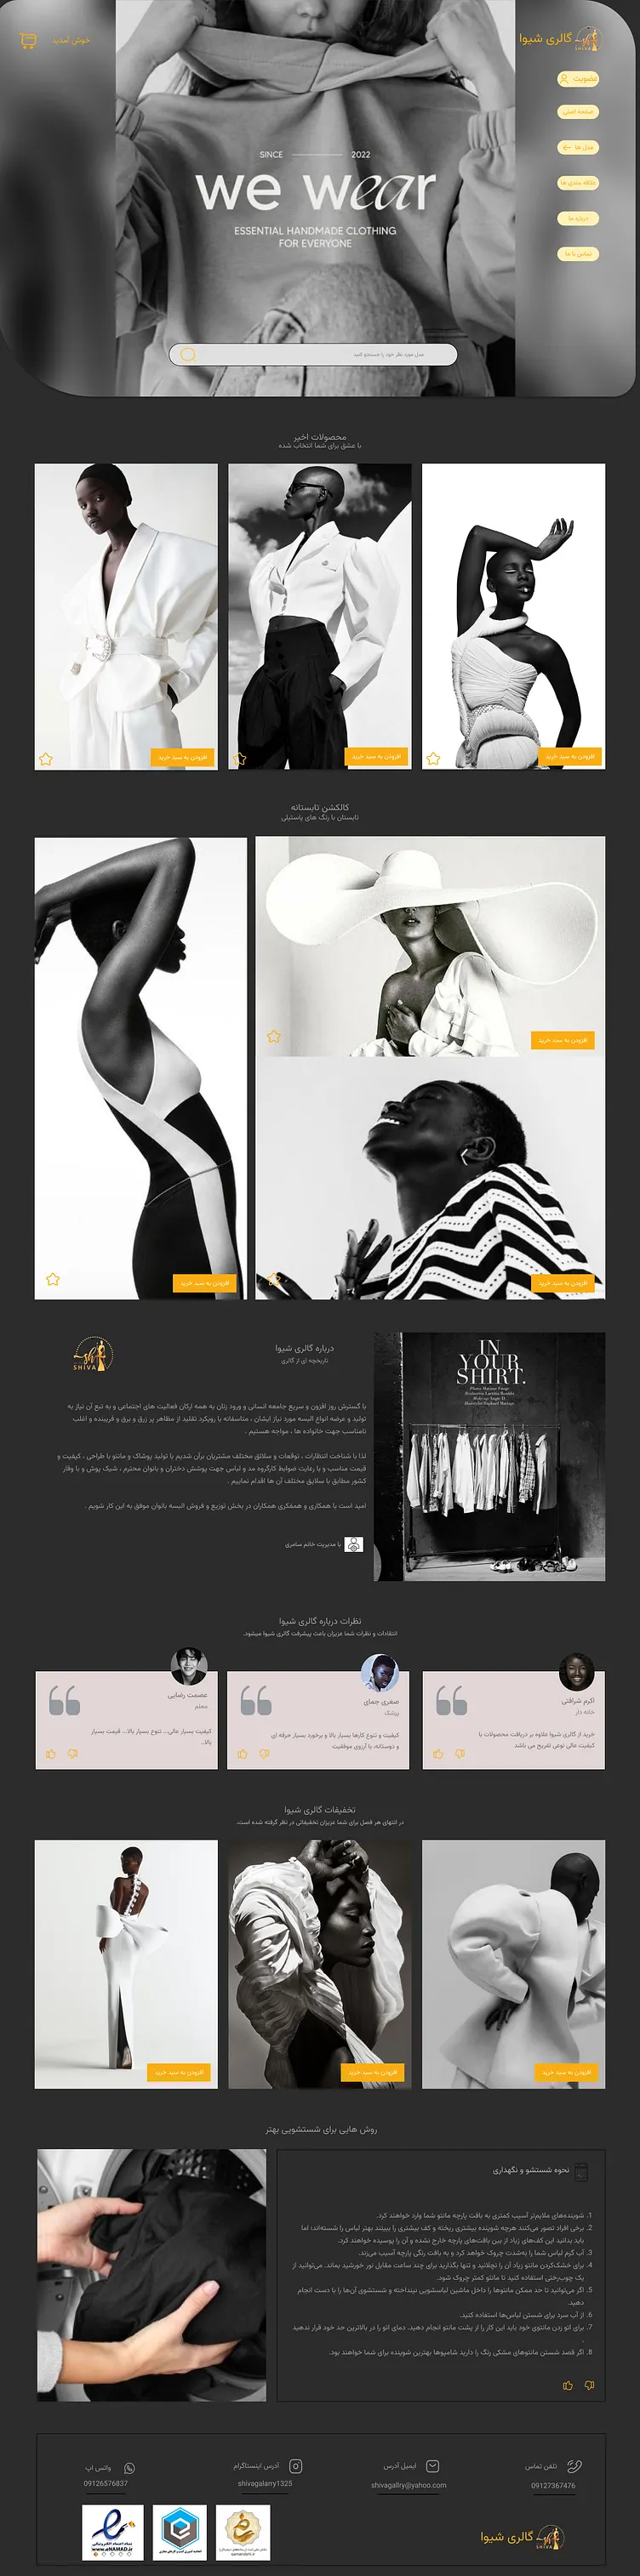 گالری شیوا
SHIVA
خوش آمدید
عضویت
صفحه اصلی
مدل ها
علاقه مندی ها
درباره ما
تماس با ما
SINCE 2022
we wear
ESSENTIAL HANDMADE CLOTHING
FOR EVERYONE
مدل مورد نظر خود را جستجو کنید
محصولات اخیر
با عشق برای شما انتخاب شده
افزودن به سبد خرید
افزودن به سبد خرید
افزودن به سبد خرید
کالکشن تابستانه
تابستان با رنگ های پاستیلی
افزودن به سبد خرید
افزودن به سبد خرید
افزودن به سبد خرید
IN
YOUR
SHIRT.
درباره گالری شیوا
تاریخچه ای از گالری
SHIVA
با گسترش روز افزون و سریع جامعه انسانی و ورود زنان به همه ارکان فعالیت های اجتماعی و به تبع آن نیاز به
تولید و عرضه انواع البسه مورد نیاز ایشان ، متاسفانه با رویکرد تقلید از مظاهر پر زرق و برق و فریبنده و اغلب
نامناسب جهت خانواده ها ، مواجه هستیم .
لذا با شناخت انتظارات ، توقعات و سلائق مختلف مشتریان برآن شدیم با تولید پوشاک و مانتو با طراحی ، کیفیت و
قیمت مناسب و با رعایت ضوابط کارگروه مد و لباس جهت پوشش دختران و بانوان محترم ، شیک پوش و با وقار
کشور مطابق با سلایق مختلف آن ها اقدام نماییم .
امید است با همکاری و همفکری همکاران در بخش توزیع و فروش البسه بانوان موفق به این کار شویم .
با مدیریت خانم سامری
نظرات درباره گالری شیوا
انتقادات و نظرات شما عزیزان باعث پیشرفت گالری شیوا میشود.
اکرم شرافتی
خانه دار
خرید از گالری شیوا علاوه بر دریافت محصولات با
کیفیت عالی نوعی تفریح می باشد
صغری جمای
پزشک
کیفیت و تنوع کارها بسیار بالا و برخورد بسیار حرفه ای
و دوستانه، با آرزوی موفقیت
عصمت رضایی
معلم
کیفیت بسیار عالی... تنوع بسیار بالا... قیمت بسیار
بالا..
تخفیفات گالری شیوا
در انتهای هر فصل برای شما عزیزان تخفیفاتی در نظر گرفته شده است.
افزودن به سبد خرید
افزودن به سبد خرید
افزودن به سبد خرید
روش هایی برای شستشویی بهتر
نحوه شستشو و نگهداری
1. شوینده‌های ملایم‌تر آسیب کمتری به بافت پارچه مانتو شما وارد خواهند کرد.
2. برخی افراد تصور می‌کنند هرچه شوینده بیشتری ریخته و کف بیشتری را ببینند بهتر لباس را شسته‌اند؛ اما
باید بدانید این کف‌های زیاد از بین بافت‌های پارچه خارج نشده و آن را پوسیده خواهند کرد.
3. آب گرم لباس شما را به‌شدت چروک خواهد کرد و به بافت رنگی پارچه آسیب می‌زند.
4. برای خشک‌کردن مانتو زیاد آن را نچلانید و تنها بگذارید برای چند ساعت مقابل نور خورشید بماند. می‌توانید از
یک چوب‌رختی استفاده کنید تا مانتو کمتر چروک شود.
5. اگر می‌توانید تا حد ممکن مانتوها را داخل ماشین لباسشویی نینداخته و شستشوی آن‌ها را با دست انجام
دهید.
6. از آب سرد برای شستن لباس‌ها استفاده کنید.
7. برای اتو زدن مانتوی خود باید این کار را از پشت مانتو انجام دهید. دمای اتو را در بالاترین حد خود قرار ندهید
.
8. اگر قصد شستن مانتوهای مشکی رنگ را دارید شامپوها بهترین شوینده برای شما خواهند بود.
تلفن تماس
09127367476
ایمیل آدرس
shivagallry@yahoo.com
آدرس اینستاگرام
shivagalarry1325
واتس اپ
09126576837
گالری شیوا
SHIVA
نماد اعتماد الکترونیکی
www.eNAMAD.ir
samandehi.ir